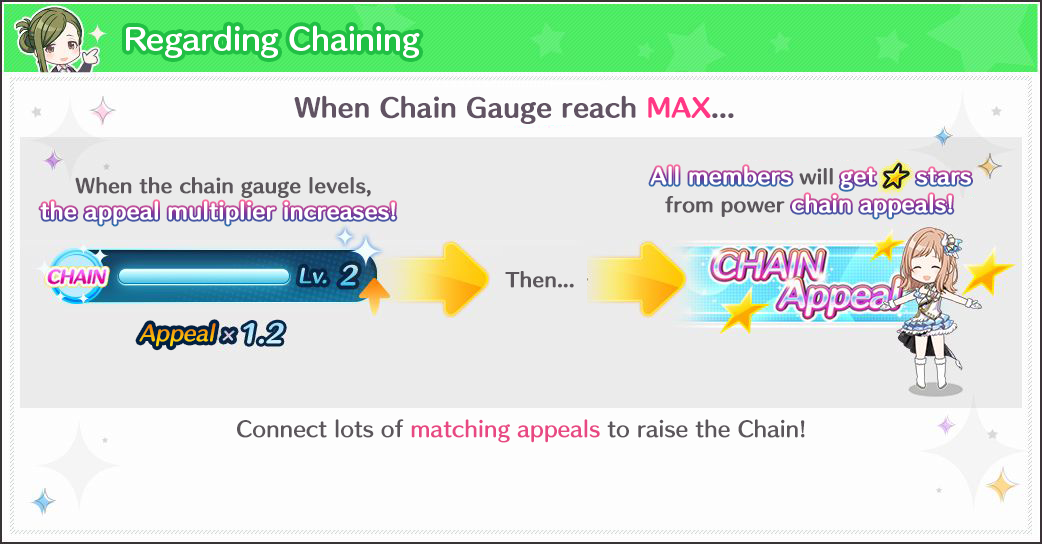 Regarding Chaining
When Chain Gauge reach MAX...
When the chain gauge levels,
the appeal multiplier increases!
CHAIN
Lv. 2
Appeal × 1.2
Then...
All members will get ☆ stars
from power chain appeals!
CHAIN
Appeal
Connect lots of matching appeals to raise the Chain!